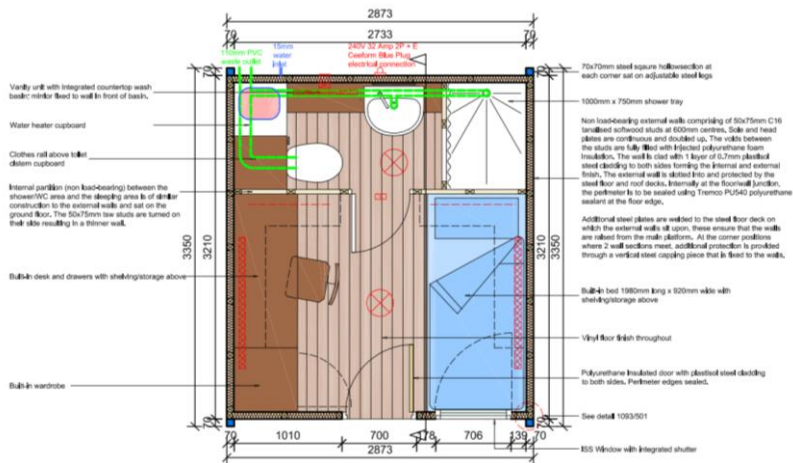 2873
70 2733 70
110mm PVC
waste outlet
15mm
water
inlet
240V 32 Amp 2P + E
Ceeform Blue Plug
electrical connection
70
70
Vanity unit with integrated countertop wash
basin: mirror fixed to wall in front of basin.
Water heater cupboard
Clothes rail above toilet
cistern cupboard
Internal partition (non load-bearing) between the
shower/WC area and the sleeping area is of similar
construction to the external walls and sat on the
ground floor. The 50x75mm tsw studs are turned on
their side resulting in a thinner wall.
3350
3210
Built-in desk and drawers with shelving/storage above
Built-in wardrobe
70x70mm steel sqaure hollowsection at
each corner sat on adjustable steel legs
1000mm x 750mm shower tray
Non load-bearing external walls comprising of 50x75mm C16
tanalised softwood studs at 600mm centres. Sole and head
plates are continuous and doubled up. The voids between
the studs are fully filled with injected polyurethane foam
insulation. The wall is clad with 1 layer of 0.7mm plastisol
steel cladding to both sides forming the internal and external
finish. The external wall is slotted into and protected by the
steel floor and roof decks. Internally at the floor/wall junction,
the perimeter is to be sealed using Tremco PU540 polyurethane
sealant at the floor edge.
3210
3350
Additional steel plates are welded to the steel floor deck on
which the external walls sit upon, these ensure that the walls
are raised from the main platform. At the corner positions
where 2 wall sections meet, additional protection is provided
through a vertical steel capping piece that is fixed to the walls.
Built-in bed 1980mm long x 920mm wide with
shelving/storage above
Vinyl floor finish throughout
Polyurethane insulated door with plastisol steel cladding
to both sides. Perimeter edges sealed.
See detail 1093/501
ISS Window with integrated shutter
70
70
70 1010 700 178 706 139 70
2873